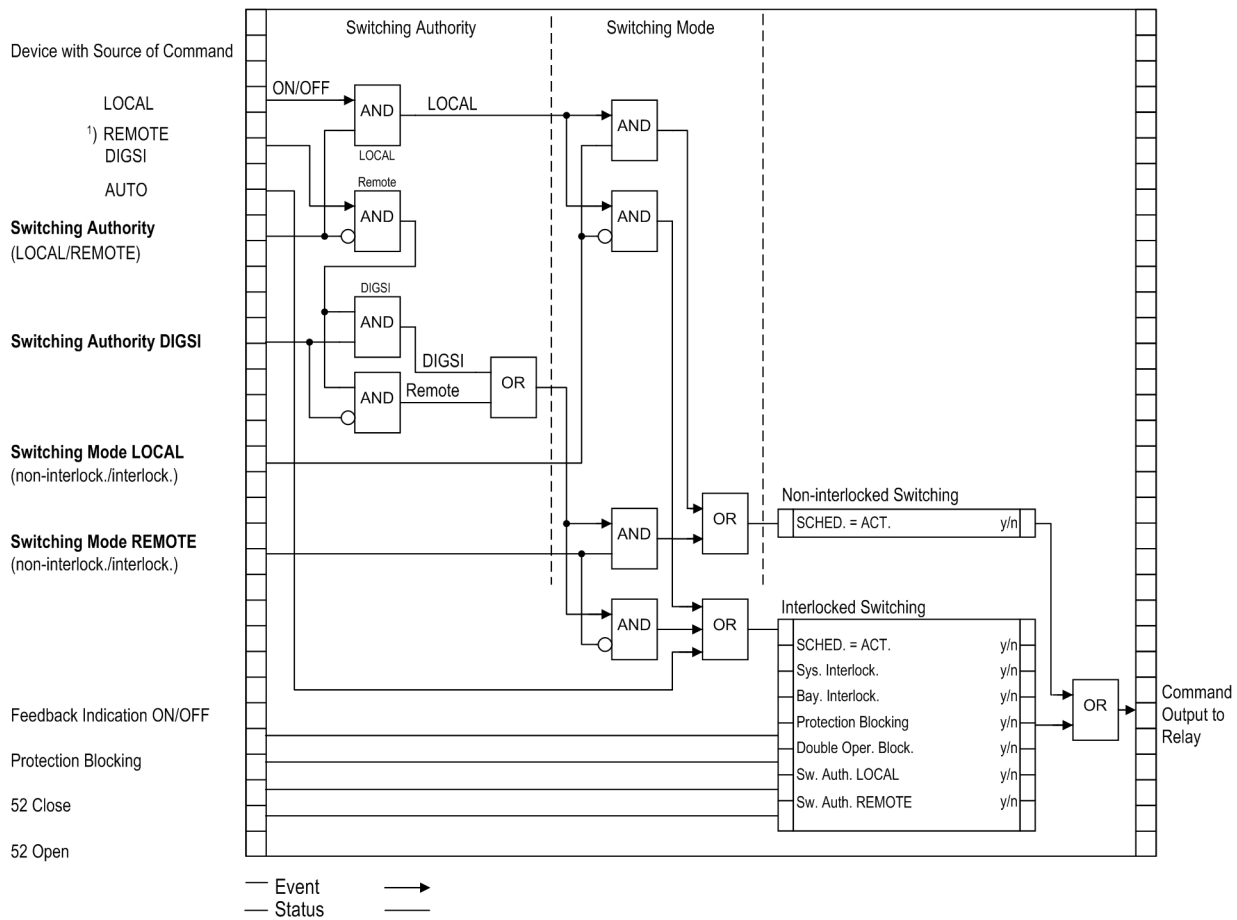 Switching Authority
Switching Mode
Device with Source of Command
ON/OFF
LOCAL
AND
LOCAL
AND
LOCAL
1) REMOTE
DIGSI
AUTO
Remote
AND
AND
Switching Authority
(LOCAL/REMOTE)
DIGSI
AND
Switching Authority DIGSI
DIGSI
OR
AND
Remote
Switching Mode LOCAL
(non-interlock./interlock.)
Non-interlocked Switching
AND
OR
SCHED. = ACT. y/n
Switching Mode REMOTE
(non-interlock./interlock.)
Interlocked Switching
AND
OR
SCHED. = ACT. y/n
Sys. Interlock. y/n
Bay. Interlock. y/n
Protection Blocking y/n
Double Oper. Block. y/n
Sw. Auth. LOCAL y/n
Sw. Auth. REMOTE y/n
OR
Command
Output to
Relay
Feedback Indication ON/OFF
Protection Blocking
52 Close
52 Open
Event
Status